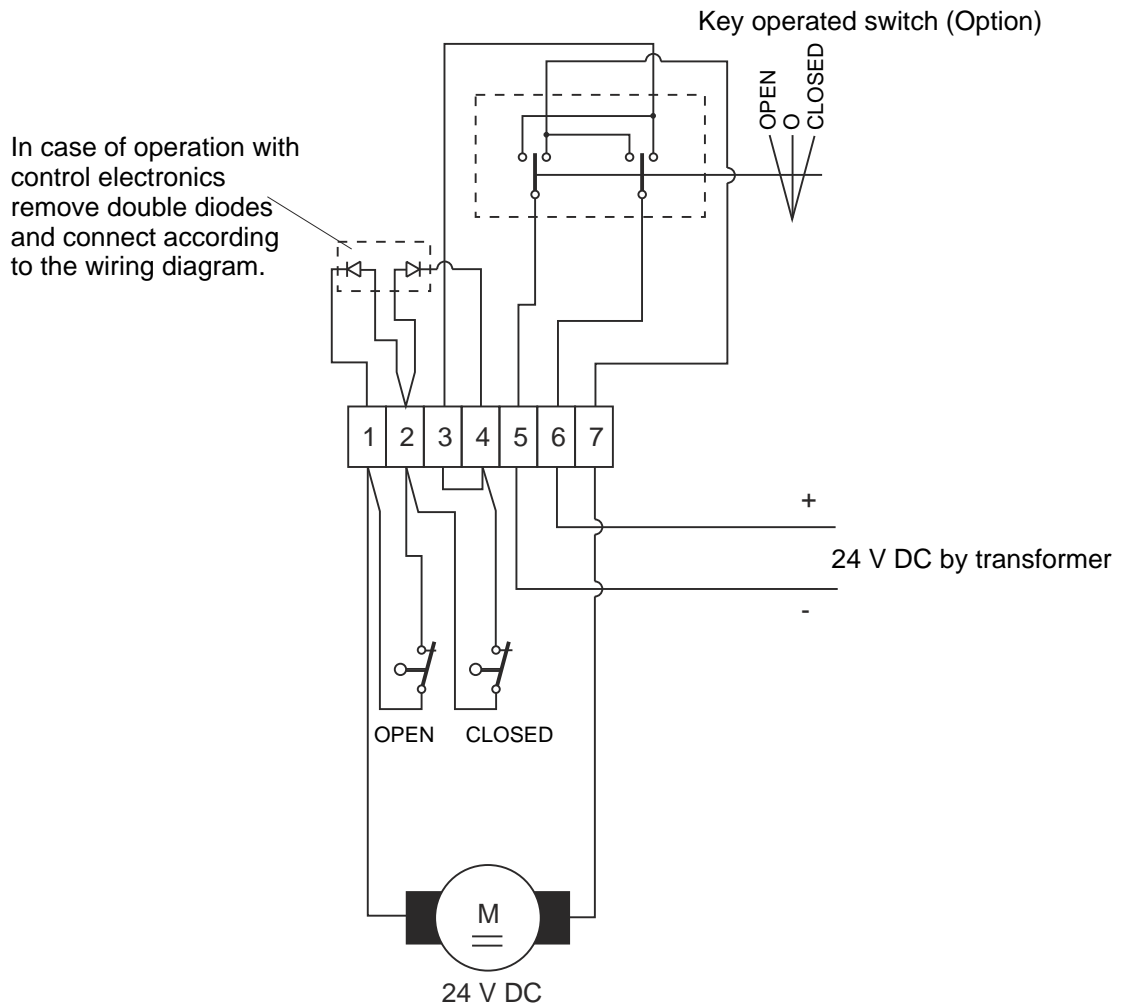 Key operated switch (Option)
OPEN
O
CLOSED
In case of operation with
control electronics
remove double diodes
and connect according
to the wiring diagram.
1 2 3 4 5 6 7
+
24 V DC by transformer
-
OPEN CLOSED
M
24 V DC